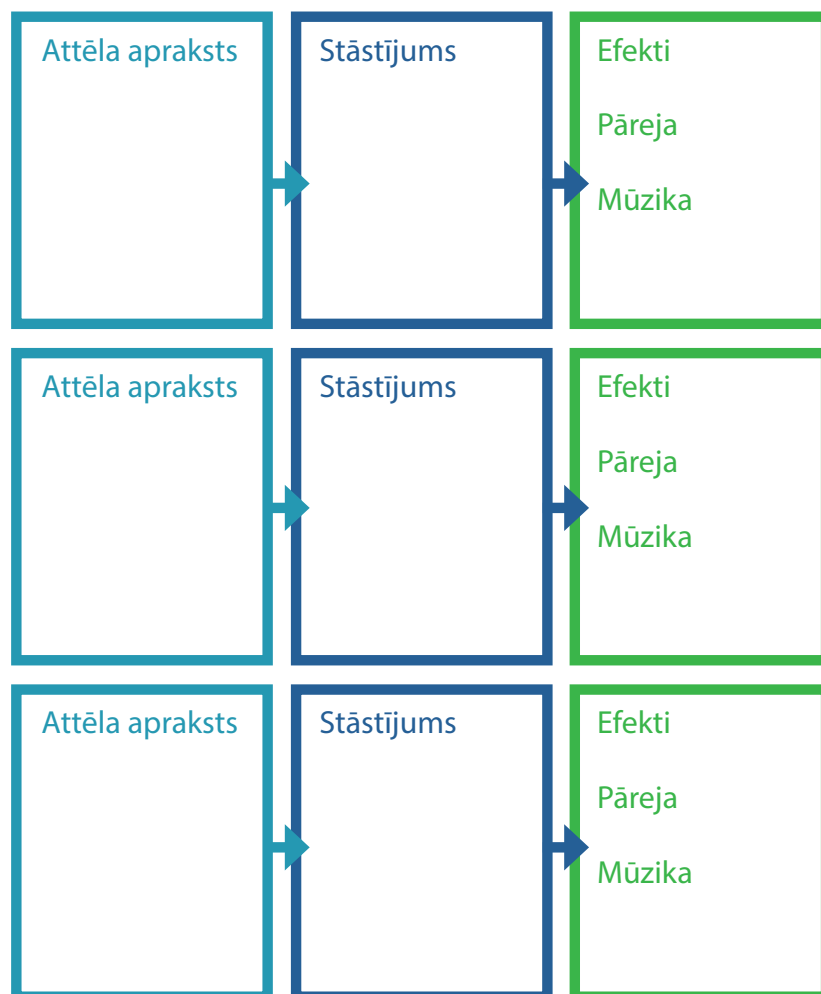 Attēla apraksts
Stāstījums
Efekti
Pāreja
Mūzika
Attēla apraksts
Stāstījums
Efekti
Pāreja
Mūzika
Attēla apraksts
Stāstījums
Efekti
Pāreja
Mūzika